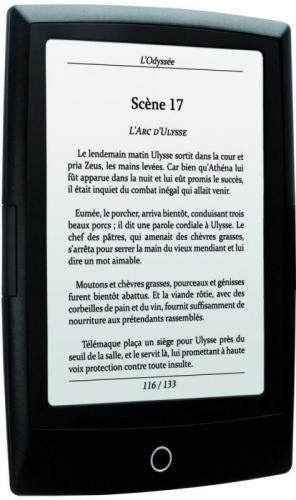 L'Odyssée
Scène 17
L'Arc d'Ulysse
Le lendemain matin Ulysse sortit dans la cour et
pria Zeus, les mains levées. Car bien qu'Athéna lui
fût apparue dans la nuit et lui eût promis le succès,
il était inquiet du combat inégal qui allait venir.
Eumée, le porcher, arriva bientôt, conduisant trois
beaux porcs ; il dit une parole cordiale à Ulysse. Le
chef des pâtres, qui amenait des chèvres grasses,
s'arrêta pour serrer la main du vieux mendiant et lui
dire un mot aimable.
Moutons et chèvres grasses, pourceaux et génisses
furent bientôt abattus. Et la viande rôtie, avec des
corbeilles de pain et du vin, fournit suffisamment de
nourriture aux prétendants rassemblés.
Télémaque plaça un siège pour Ulysse près du
seuil de la salle, et le servit là, lui promettant à haute
voix protection contre toute insulte.
116 / 133